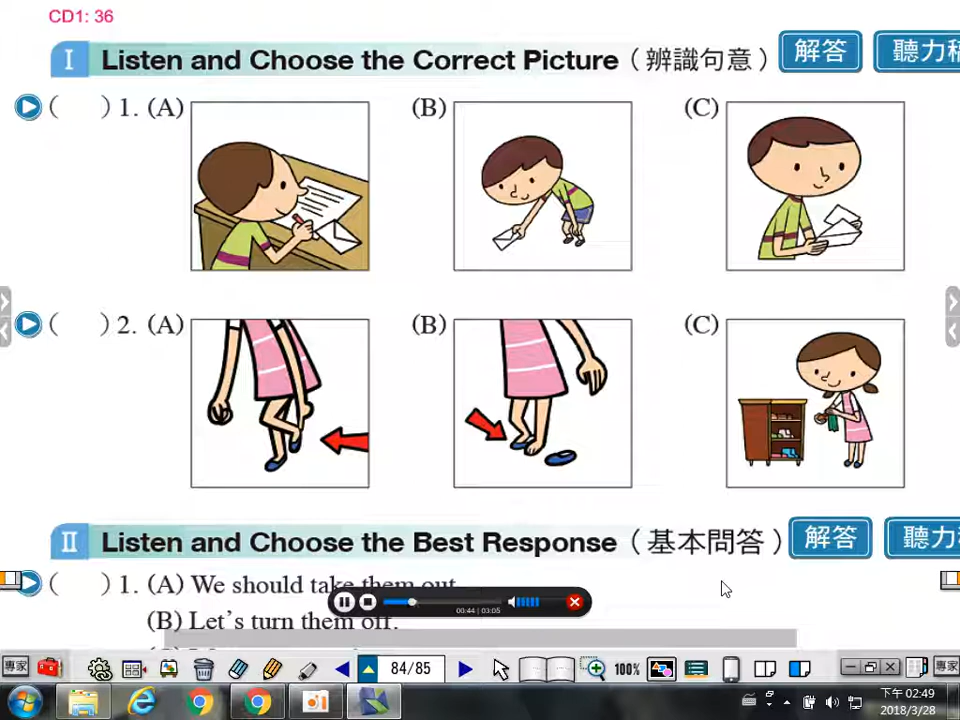 CD1: 36
I Listen and Choose the Correct Picture（辨識句意） 解答 聽力
( ) 1. (A) (B) (C)
( ) 2. (A) (B) (C)
II Listen and Choose the Best Response（基本問答） 解答 聽力
( ) 1. (A) We should take them out.
(B) Let's turn them off.
00:44 | 03:05
專家 84/85 100% 專家
下午 02:49
2018/3/28